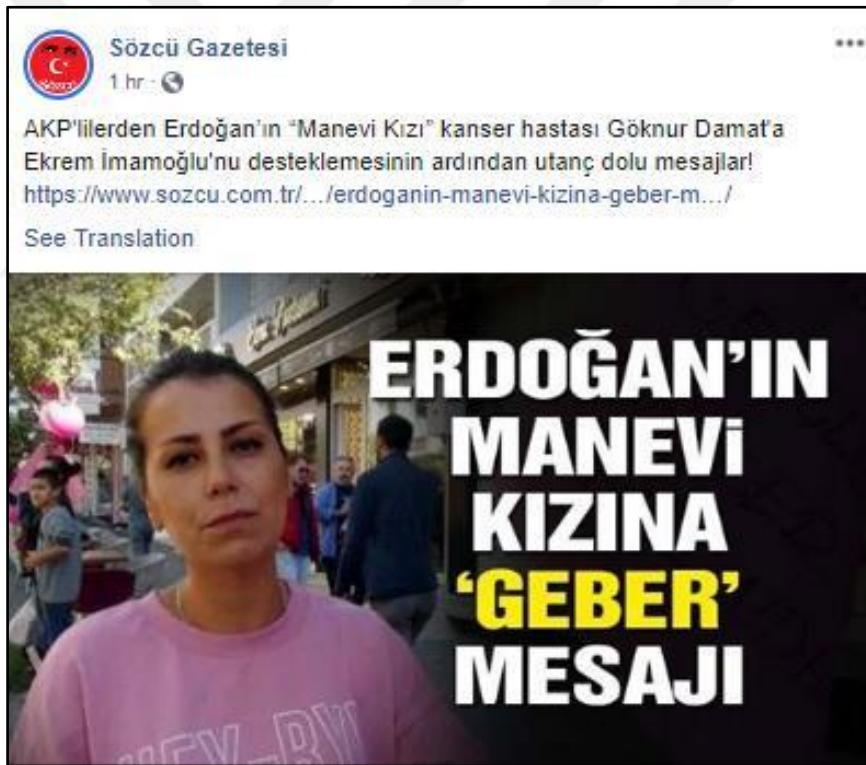 Sözcü Gazetesi
1 hr ·
AKP'lilerden Erdoğan'ın “Manevi Kızı” kanser hastası Göknur Damat'a
Ekrem İmamoğlu'nu desteklemesinin ardından utanç dolu mesajlar!
https://www.sozcu.com.tr/…/erdoganin-manevi-kizina-geber-m…/
See Translation
ERDOĞAN'IN
MANEVİ
KIZINA
‘GEBER’
MESAJI